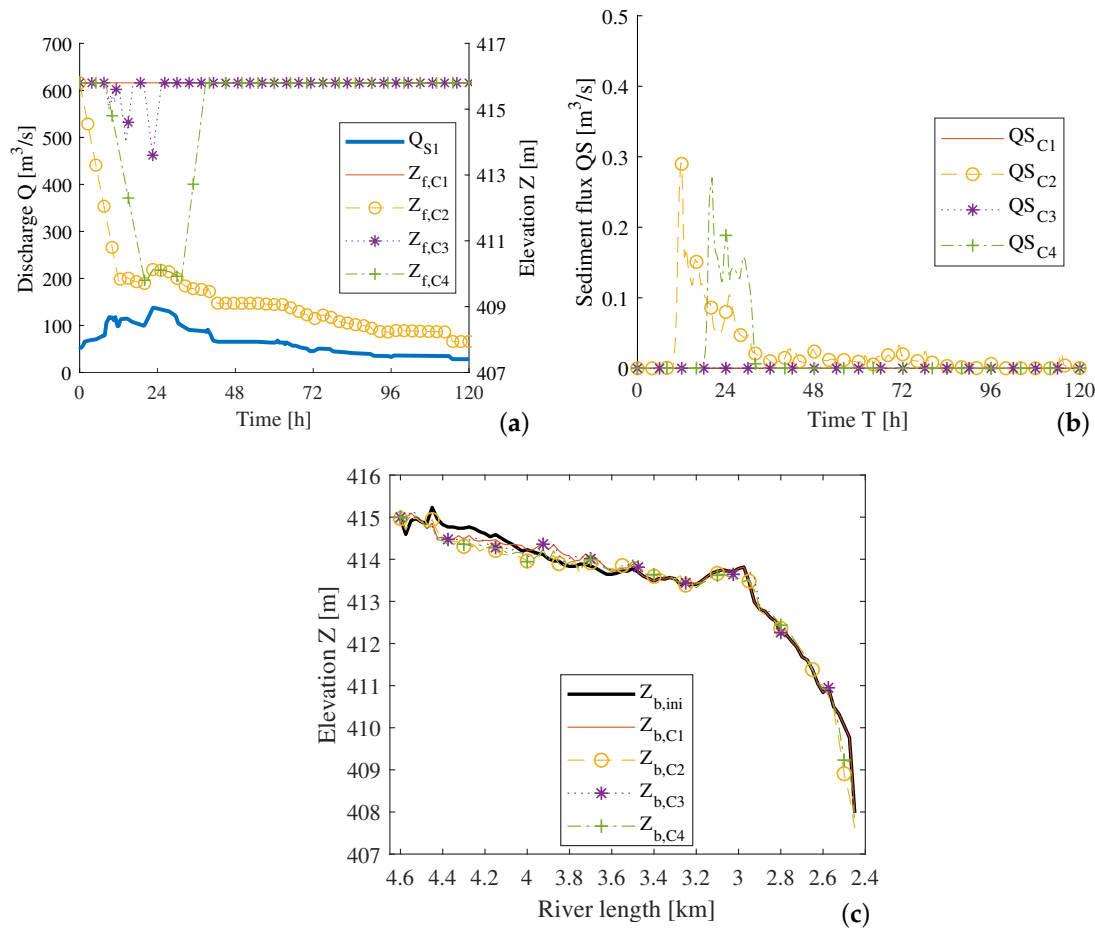 (a)
Discharge Q [m³/s]
700
600
500
400
300
200
100
0
0
24
48
72
96
120
Time [h]
417
415
413
411
409
407
Elevation Z [m]
Q_S1
Z_f,C1
Z_f,C2
Z_f,C3
Z_f,C4
(b)
Sediment flux QS [m³/s]
0.5
0.4
0.3
0.2
0.1
0
0
24
48
72
96
120
Time T [h]
QS_C1
QS_C2
QS_C3
QS_C4
(c)
Elevation Z [m]
416
415
414
413
412
411
410
409
408
407
4.6
4.4
4.2
4
3.8
3.6
3.4
3.2
3
2.8
2.6
2.4
River length [km]
Z_b,ini
Z_b,C1
Z_b,C2
Z_b,C3
Z_b,C4